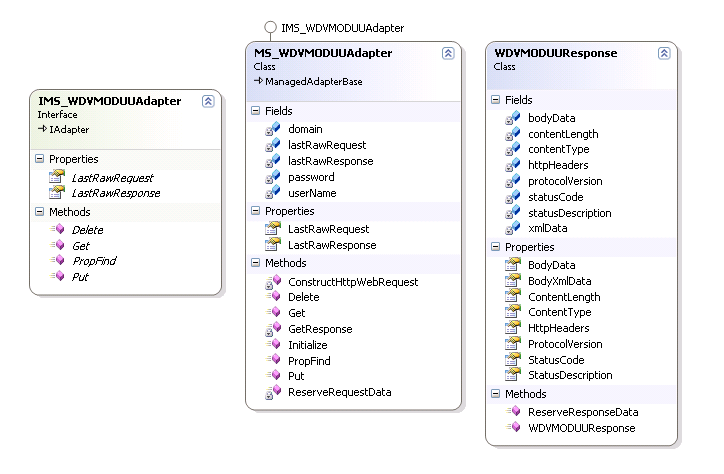 IMS_WDVMODUUAdapter
IMS_WDVMODUUAdapter
Interface
IAdapter
Properties
LastRawRequest
LastRawResponse
Methods
Delete
Get
PropFind
Put
MS_WDVMODUUAdapter
Class
ManagedAdapterBase
Fields
domain
lastRawRequest
lastRawResponse
password
userName
Properties
LastRawRequest
LastRawResponse
Methods
ConstructHttpWebRequest
Delete
Get
GetResponse
Initialize
PropFind
Put
ReserveRequestData
WDVMODUUResponse
Class
Fields
bodyData
contentLength
contentType
httpHeaders
protocolVersion
statusCode
statusDescription
xmlData
Properties
BodyData
BodyXmlData
ContentLength
ContentType
HttpHeaders
ProtocolVersion
StatusCode
StatusDescription
Methods
ReserveResponseData
WDVMODUUResponse